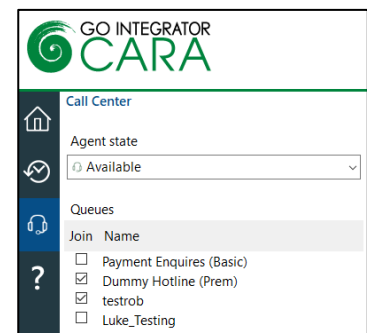 GO INTEGRATOR
CARA
Call Center
Agent state
Available
Queues
Join Name
Payment Enquires (Basic)
Dummy Hotline (Prem)
testrob
Luke_Testing
?